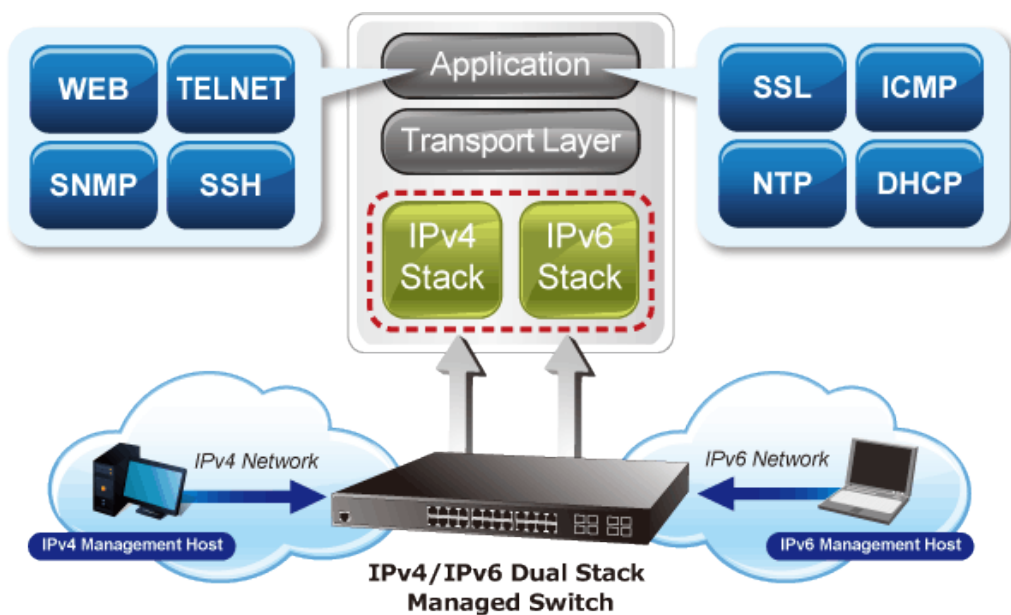 WEB
TELNET
SNMP
SSH
Application
Transport Layer
IPv4
Stack
IPv6
Stack
SSL
ICMP
NTP
DHCP
IPv4 Network
IPv4 Management Host
IPv6 Network
IPv6 Management Host
IPv4/IPv6 Dual Stack
Managed Switch